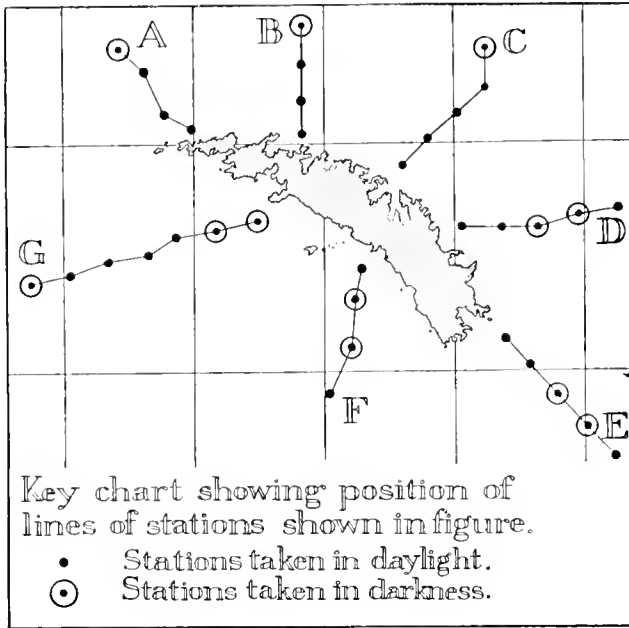 A
B
C
D
G
F
E
Key chart showing position of
lines of stations shown in figure.
Stations taken in daylight.
Stations taken in darkness.